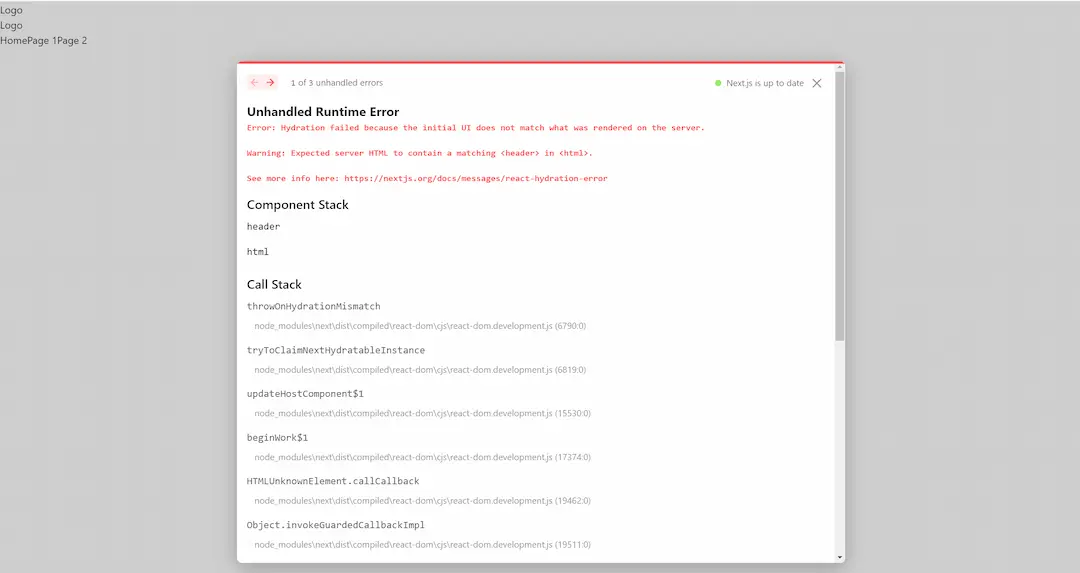 Logo
Logo
HomePage 1Page 2
1 of 3 unhandled errors
Next.js is up to date
Unhandled Runtime Error
Error: Hydration failed because the initial UI does not match what was rendered on the server.
Warning: Expected server HTML to contain a matching <header> in <html>.
See more info here: https://nextjs.org/docs/messages/react-hydration-error
Component Stack
header
html
Call Stack
throwOnHydrationMismatch
node_modules\next\dist\compiled\react-dom\cjs\react-dom.development.js (6790:0)
tryToClaimNextHydratableInstance
node_modules\next\dist\compiled\react-dom\cjs\react-dom.development.js (6819:0)
updateHostComponent$1
node_modules\next\dist\compiled\react-dom\cjs\react-dom.development.js (15530:0)
beginWork$1
node_modules\next\dist\compiled\react-dom\cjs\react-dom.development.js (17374:0)
HTMLUnknownElement.callCallback
node_modules\next\dist\compiled\react-dom\cjs\react-dom.development.js (19462:0)
Object.invokeGuardedCallbackImpl
node_modules\next\dist\compiled\react-dom\cjs\react-dom.development.js (19511:0)